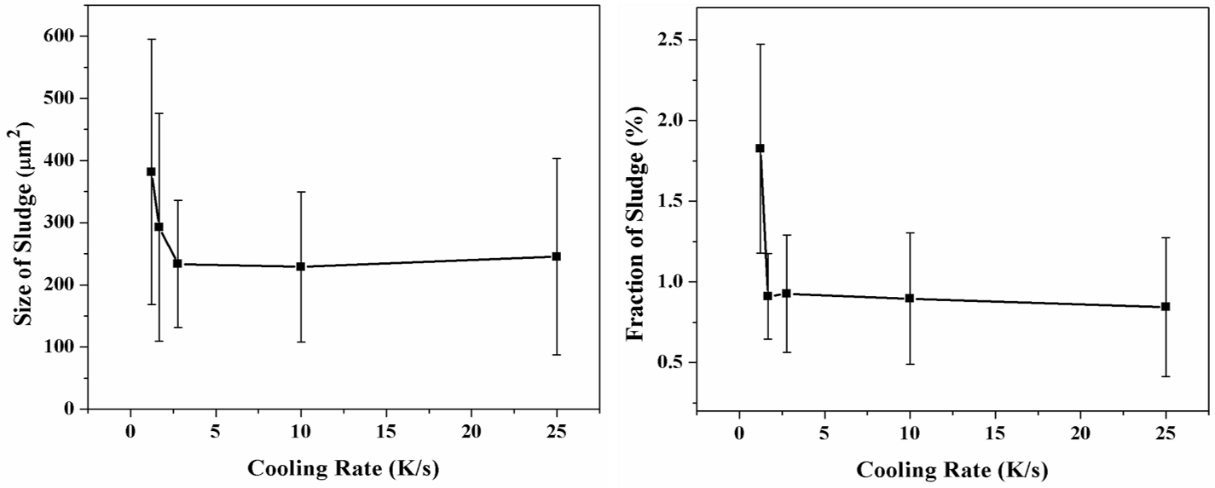 600
500
400
300
200
100
0
Size of Sludge (μm²)
0 5 10 15 20 25
Cooling Rate (K/s)
2.5
2.0
1.5
1.0
0.5
Fraction of Sludge (%)
0 5 10 15 20 25
Cooling Rate (K/s)